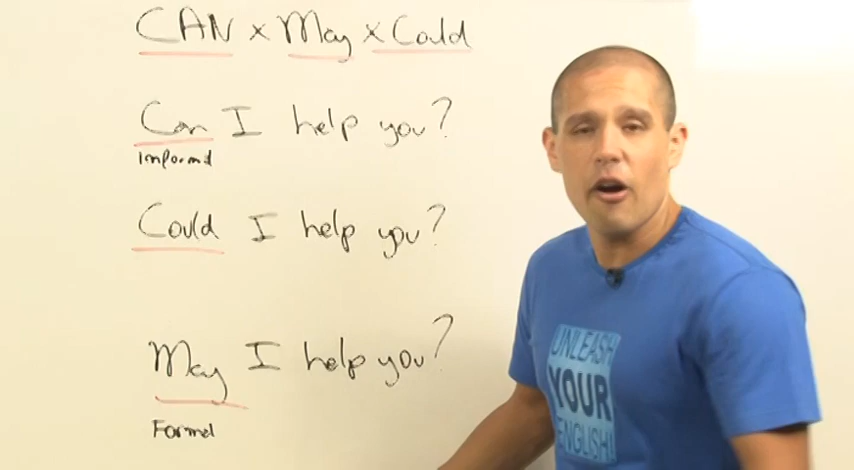 CAN x May x Could
Can I help you?
Informal
Could I help you?
May I help you?
Formal
UNLEASH
YOUR
ENGLISH!